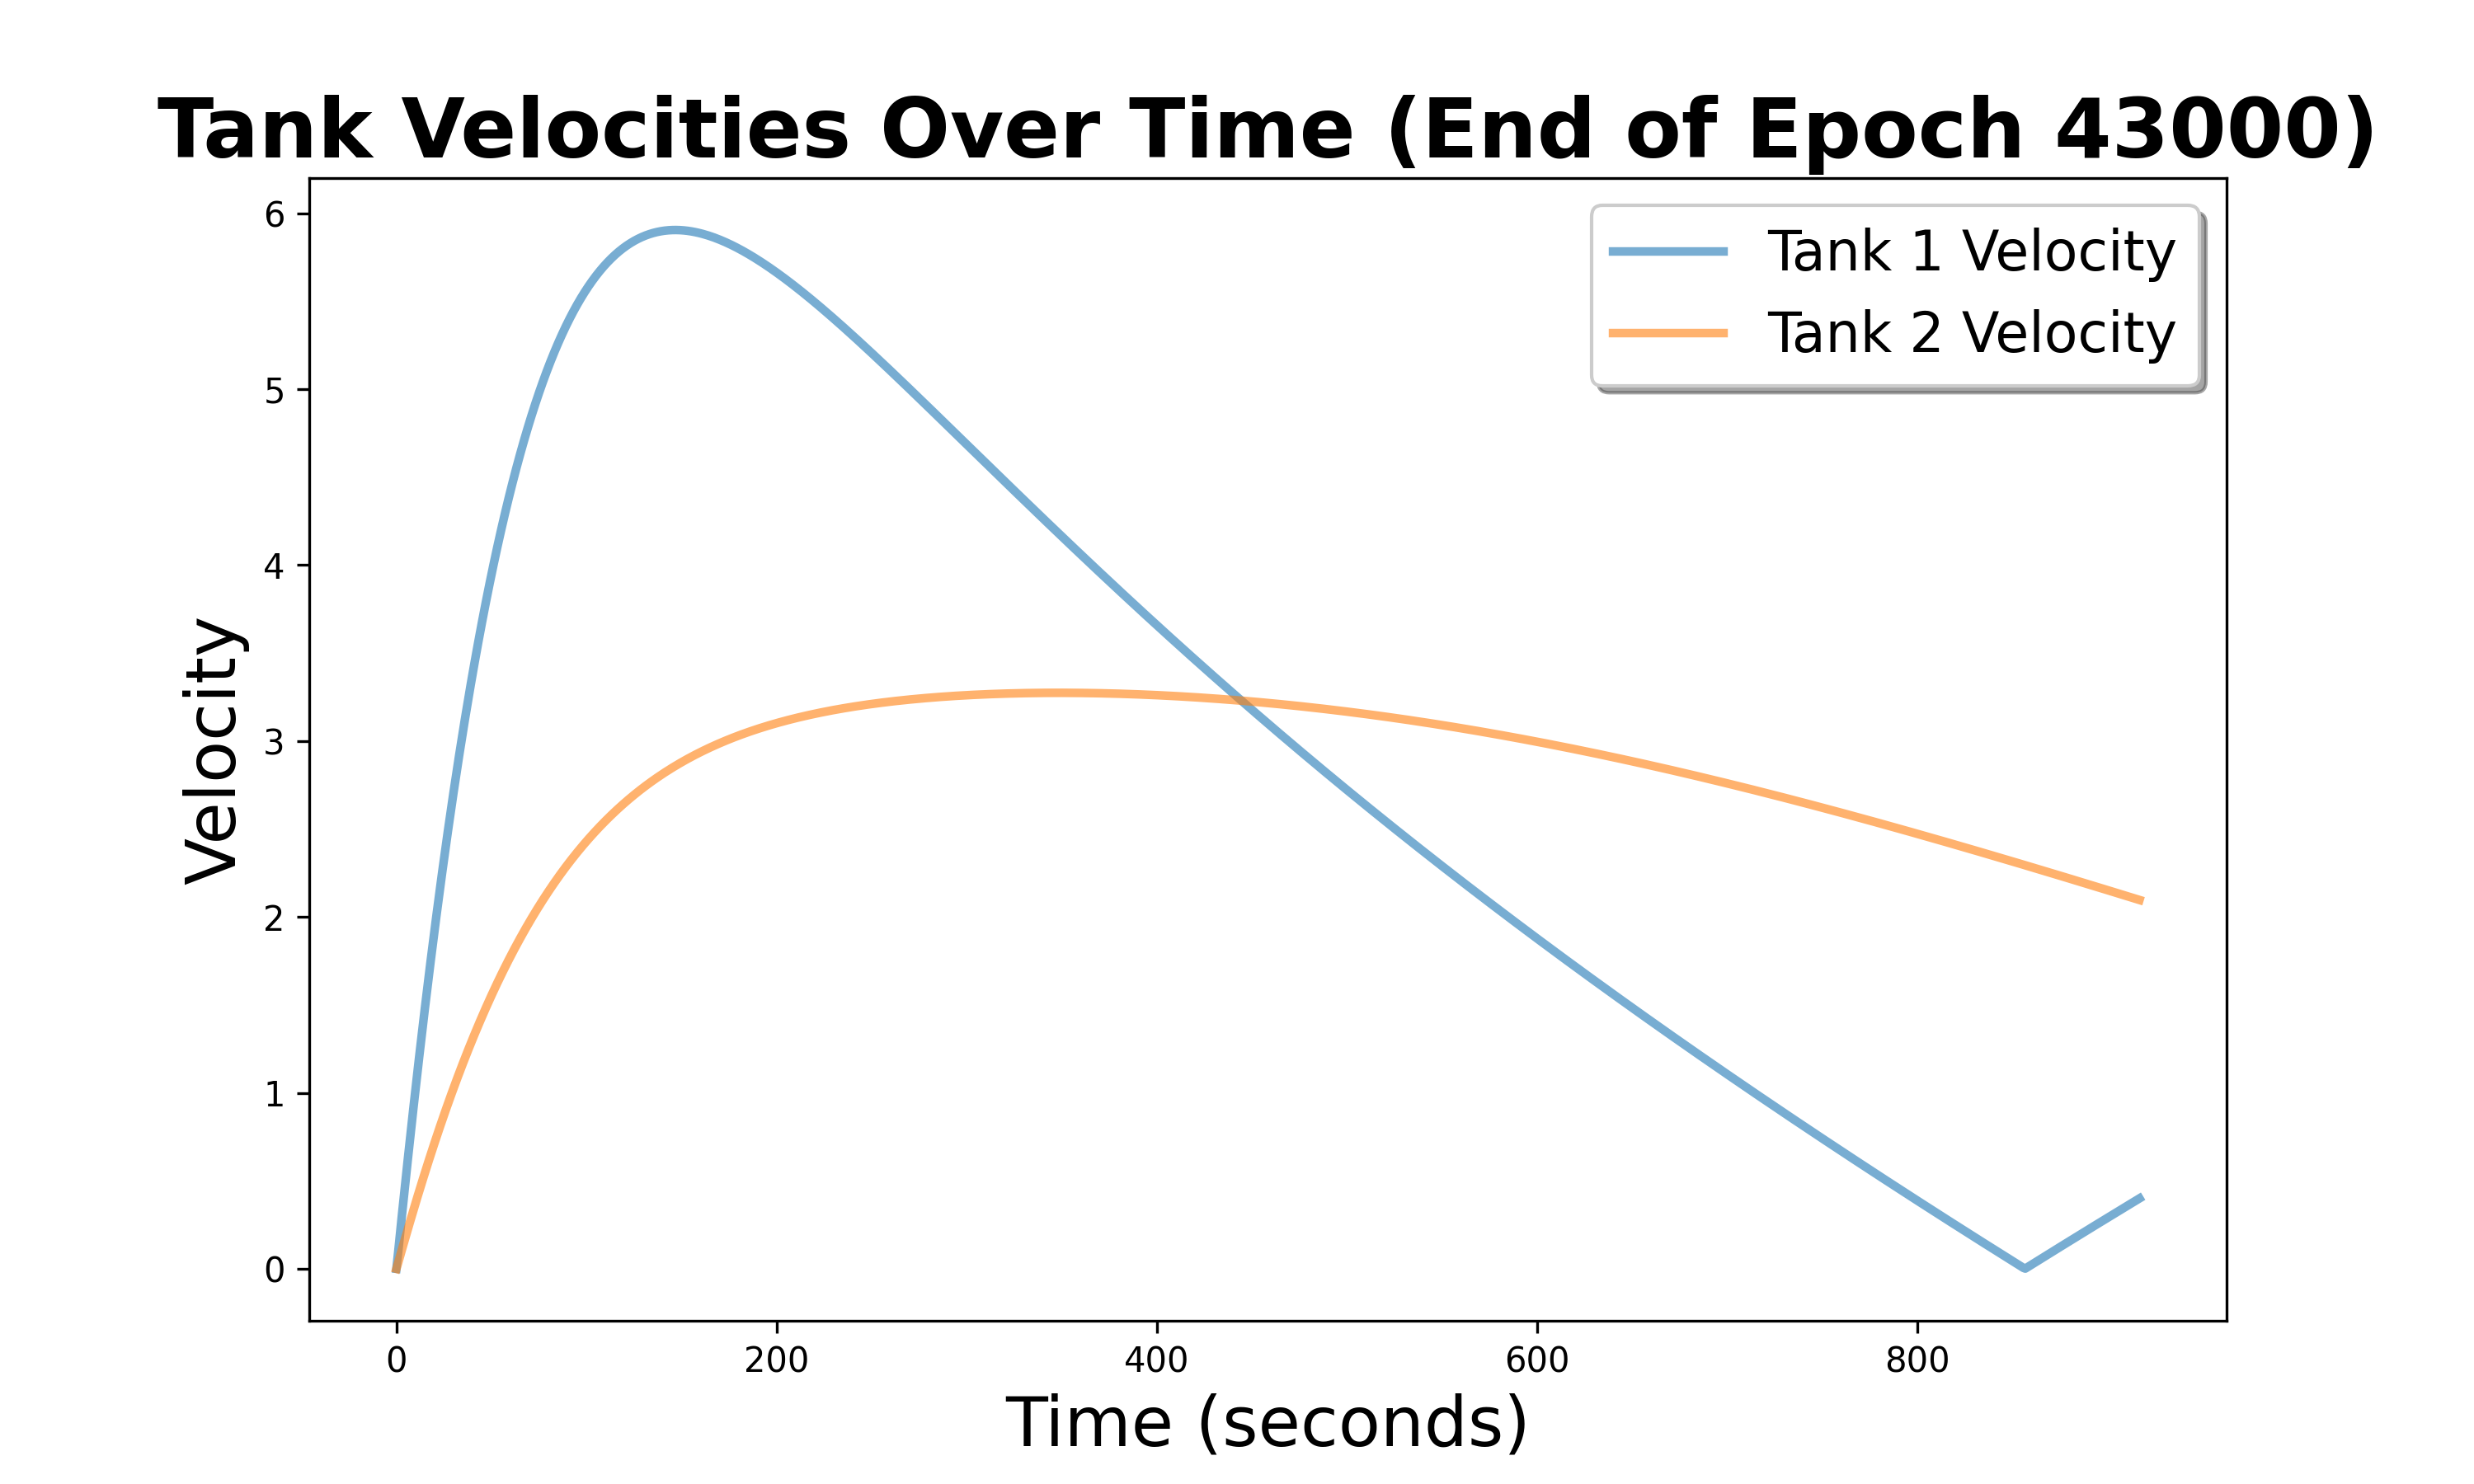 Tank Velocities Over Time (End of Epoch 43000)
Tank 1 Velocity
Tank 2 Velocity
Velocity
6
5
4
3
2
1
0
0 200 400 600 800
Time (seconds)